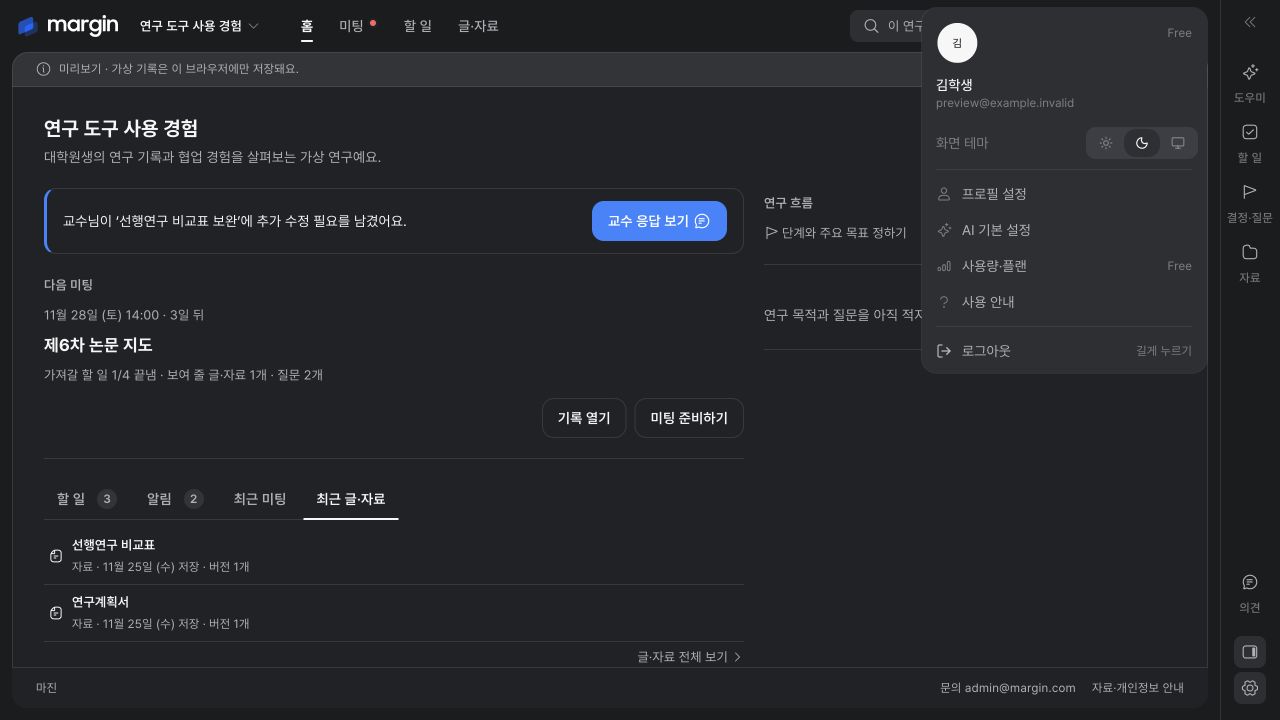 margin
연구 도구 사용 경험
홈
미팅
할 일
글·자료
이 연구
미리보기 · 가상 기록은 이 브라우저에만 저장돼요.
연구 도구 사용 경험
대학원생의 연구 기록과 협업 경험을 살펴보는 가상 연구예요.
교수님이 ‘선행연구 비교표 보완’에 추가 수정 필요를 남겼어요.
교수 응답 보기
다음 미팅
11월 28일 (토) 14:00 · 3일 뒤
제6차 논문 지도
가져갈 할 일 1/4 끝냄 · 보여 줄 글·자료 1개 · 질문 2개
기록 열기
미팅 준비하기
할 일 3
알림 2
최근 미팅
최근 글·자료
선행연구 비교표
자료 · 11월 25일 (수) 저장 · 버전 1개
연구계획서
자료 · 11월 25일 (수) 저장 · 버전 1개
글·자료 전체 보기
연구 흐름
단계와 주요 목표 정하기
연구 목적과 질문을 아직 적지
김
Free
김학생
preview@example.invalid
화면 테마
프로필 설정
AI 기본 설정
사용량·플랜
Free
사용 안내
로그아웃
길게 누르기
도우미
할 일
결정·질문
자료
의견
마진
문의 admin@margin.com
자료·개인정보 안내